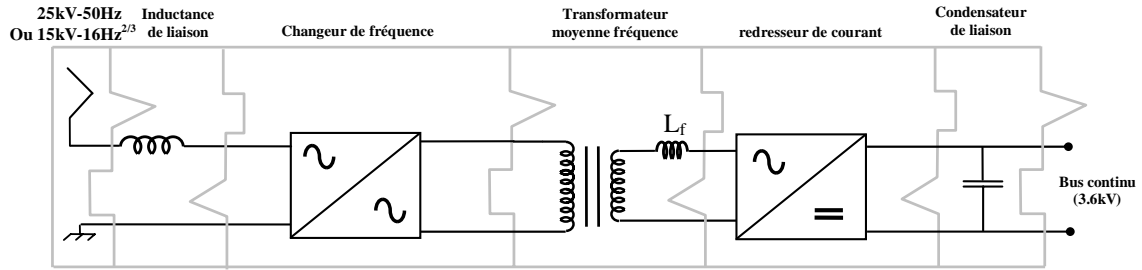 25kV-50Hz
Ou 15kV-16Hz2/3
Inductance
de liaison
Changeur de fréquence
Transformateur
moyenne fréquence
redresseur de courant
Condensateur
de liaison
Lf
Bus continu
(3.6kV)